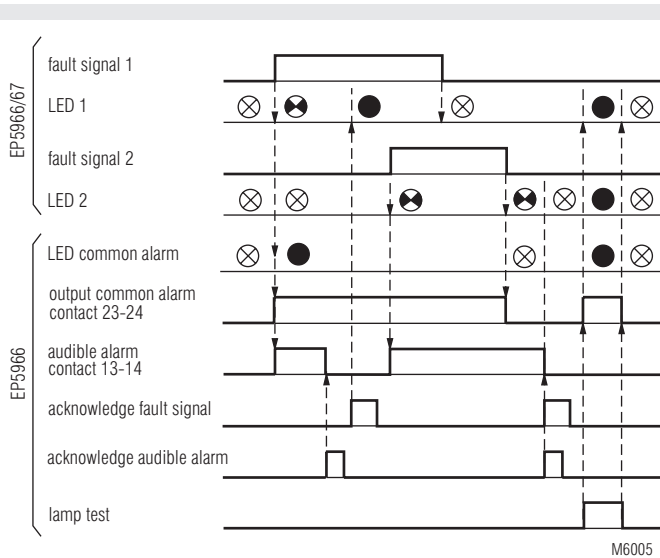 EP5966/67
fault signal 1
LED 1
fault signal 2
LED 2
EP5966
LED common alarm
output common alarm
contact 23-24
audible alarm
contact 13-14
acknowledge fault signal
acknowledge audible alarm
lamp test
M6005